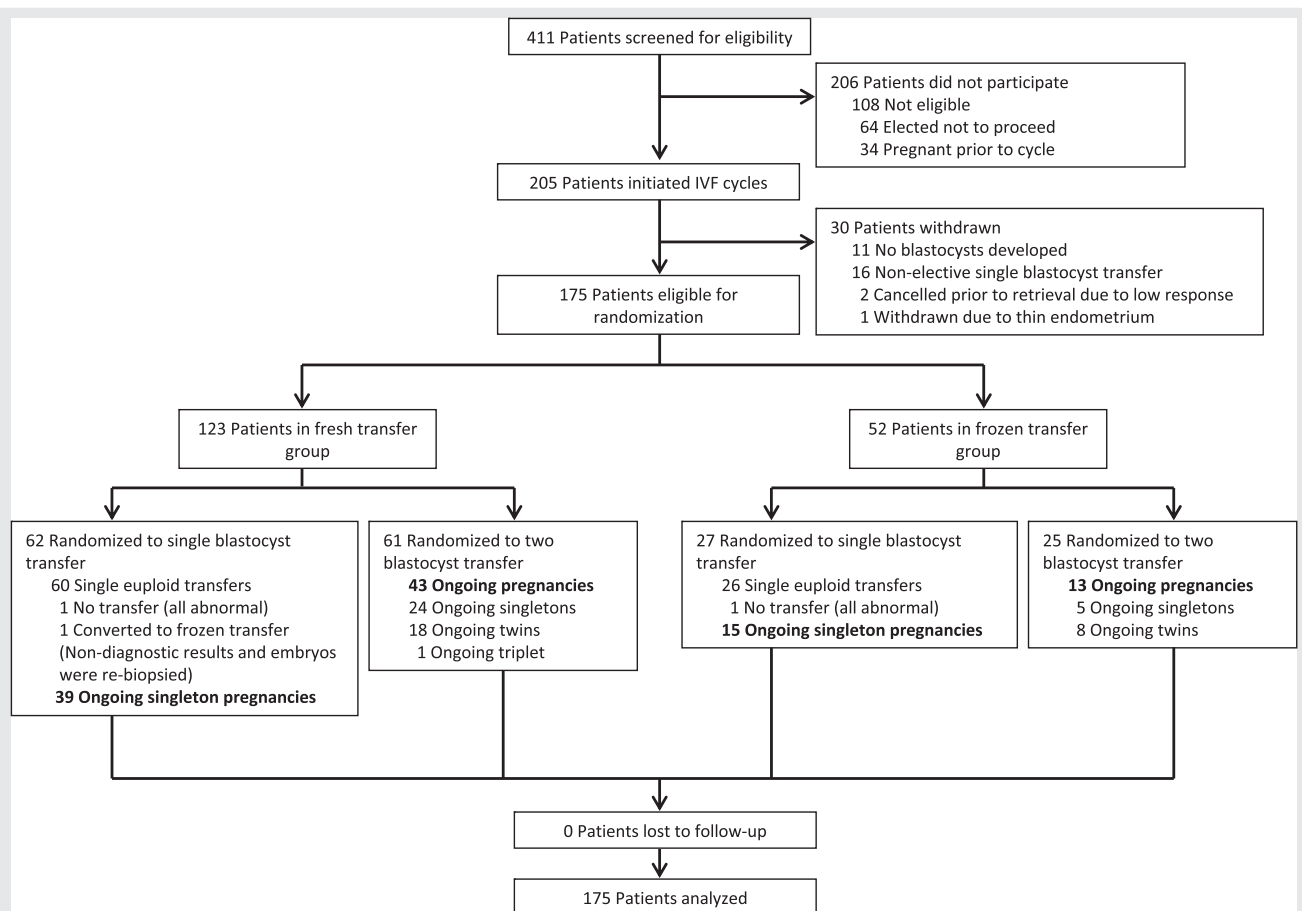 411 Patients screened for eligibility
206 Patients did not participate
108 Not eligible
64 Elected not to proceed
34 Pregnant prior to cycle
205 Patients initiated IVF cycles
30 Patients withdrawn
11 No blastocysts developed
16 Non-elective single blastocyst transfer
2 Cancelled prior to retrieval due to low response
1 Withdrawn due to thin endometrium
175 Patients eligible for
randomization
123 Patients in fresh transfer
group
52 Patients in frozen transfer
group
62 Randomized to single blastocyst
transfer
60 Single euploid transfers
1 No transfer (all abnormal)
1 Converted to frozen transfer
(Non-diagnostic results and embryos
were re-biopsied)
39 Ongoing singleton pregnancies
61 Randomized to two
blastocyst transfer
43 Ongoing pregnancies
24 Ongoing singletons
18 Ongoing twins
1 Ongoing triplet
27 Randomized to single blastocyst
transfer
26 Single euploid transfers
1 No transfer (all abnormal)
15 Ongoing singleton pregnancies
25 Randomized to two
blastocyst transfer
13 Ongoing pregnancies
5 Ongoing singletons
8 Ongoing twins
0 Patients lost to follow-up
175 Patients analyzed